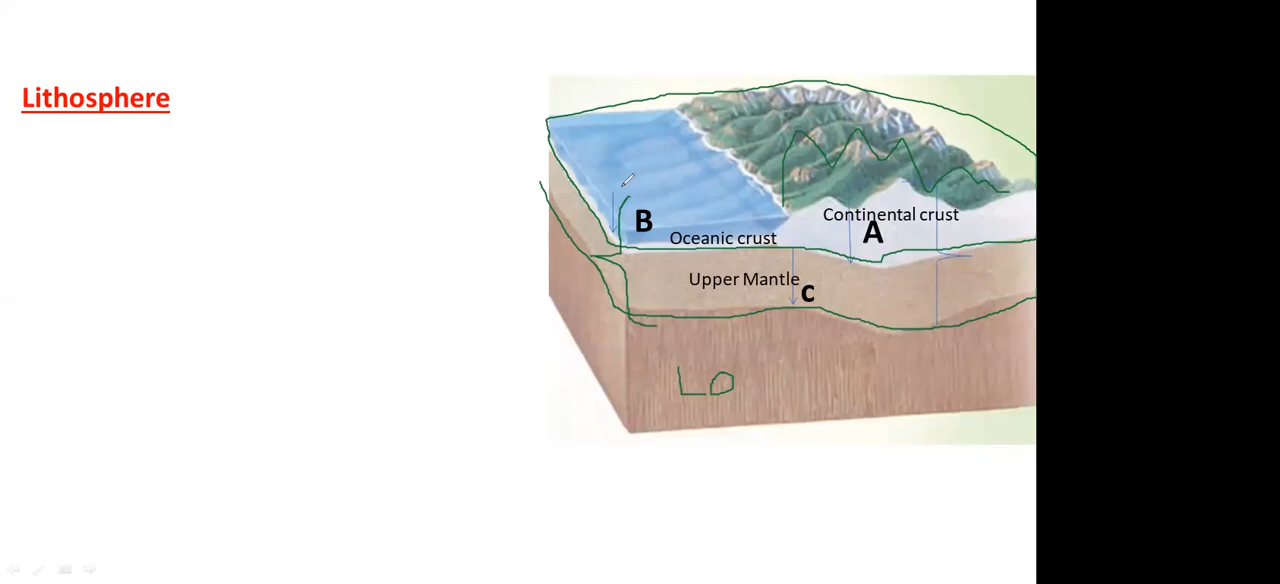 Lithosphere
Continental crust
B
A
Oceanic crust
Upper Mantle
c
LO